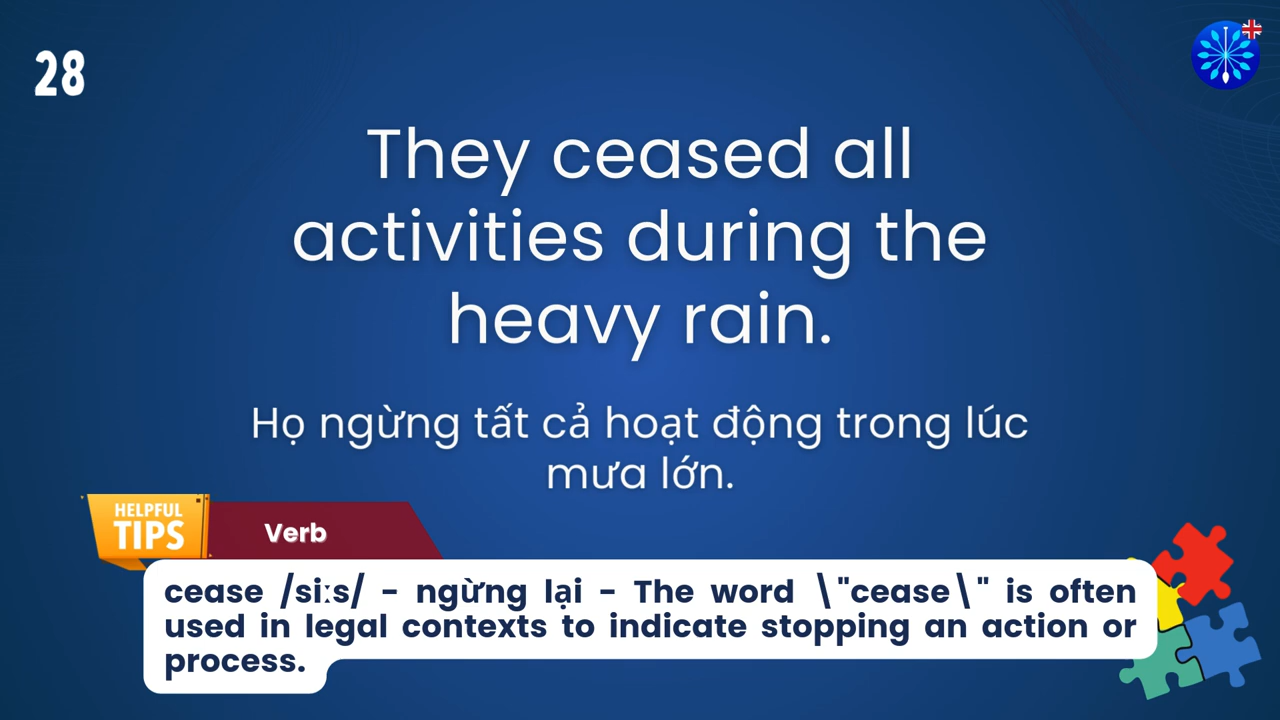 28
They ceased all
activities during the
heavy rain.
Họ ngừng tất cả hoạt động trong lúc
mưa lớn.
HELPFUL
TIPS
Verb
cease /siːs/ - ngừng lại - The word \"cease\" is often
used in legal contexts to indicate stopping an action or
process.